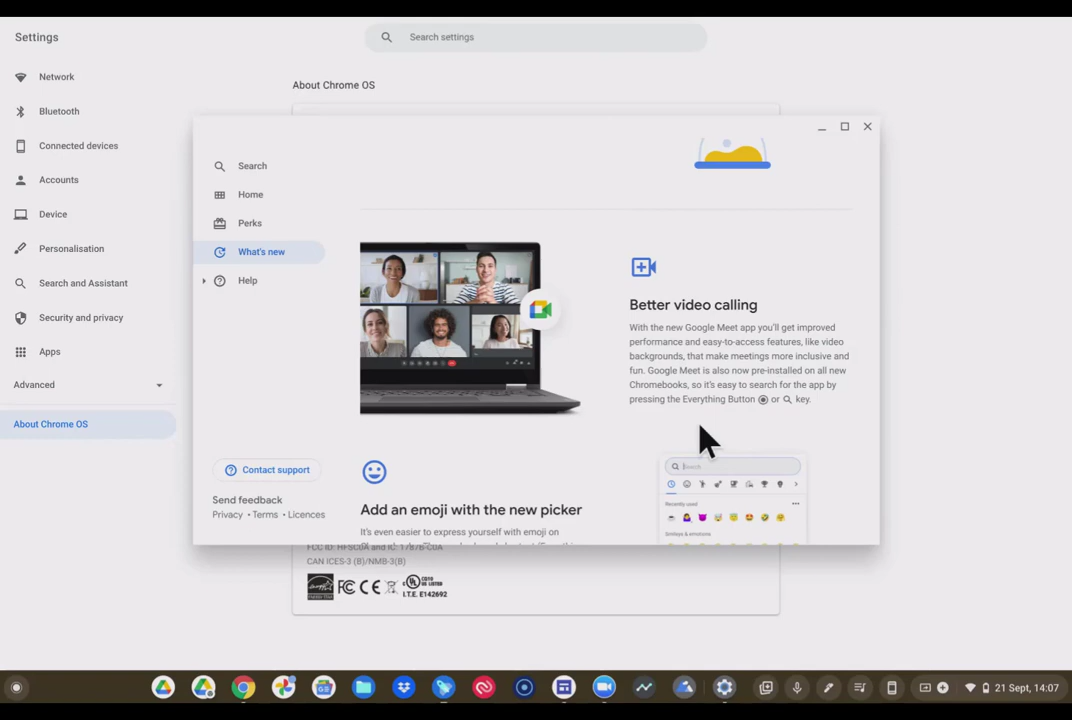 Settings
Search settings
Network
Bluetooth
Connected devices
Accounts
Device
Personalisation
Search and Assistant
Security and privacy
Apps
Advanced
About Chrome OS
About Chrome OS
Search
Home
Perks
What's new
Help
Contact support
Send feedback
Privacy • Terms • Licences
Better video calling
With the new Google Meet app you'll get improved
performance and easy-to-access features, like video
backgrounds, that make meetings more inclusive and
fun. Google Meet is also now pre-installed on all new
Chromebooks, so it's easy to search for the app by
pressing the Everything Button or key.
Add an emoji with the new picker
It's even easier to express yourself with emoji on
Search
Recently used
Smileys & emotions
CAN ICES-3 (B)/NMB-3(B)
I.T.E. E142692
21 Sept, 14:07